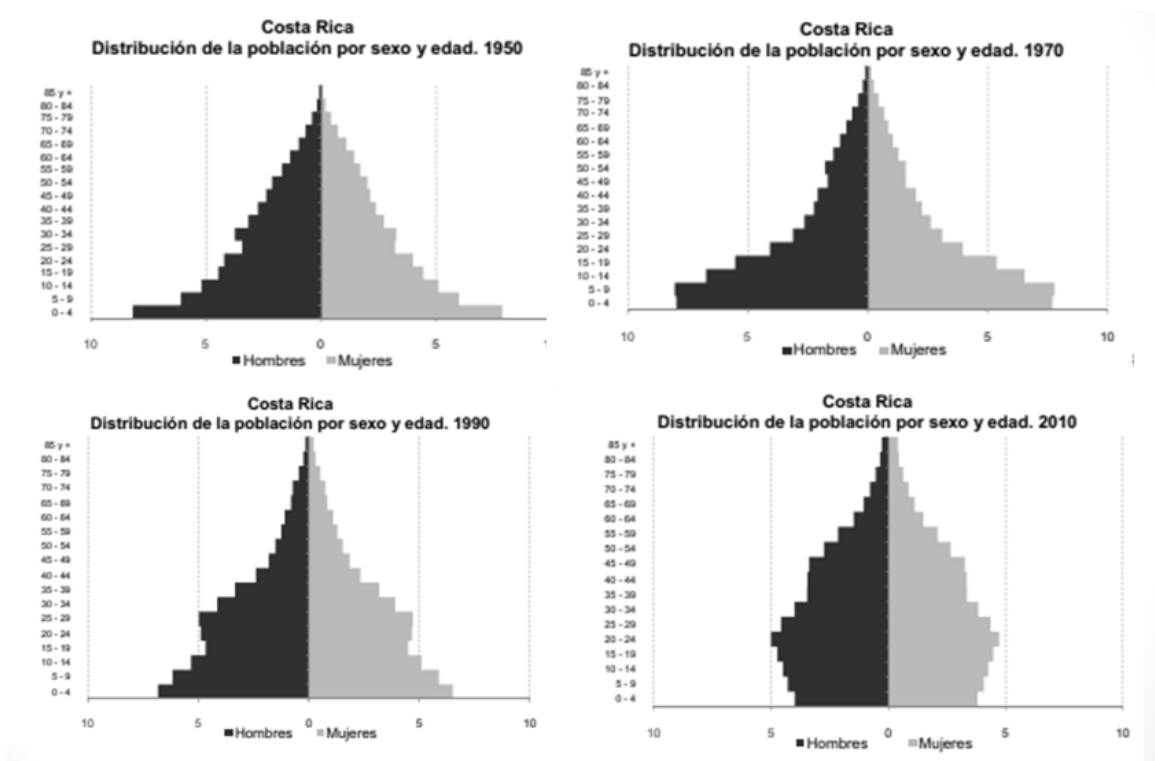 Costa Rica
Distribución de la población por sexo y edad. 1950
85 y +
80 - 84
75 - 79
70 - 74
65 - 69
60 - 64
55 - 59
50 - 54
45 - 49
40 - 44
35 - 39
30 - 34
25 - 29
20 - 24
15 - 19
10 - 14
5 - 9
0 - 4
10 5 0 5
Hombres Mujeres
Costa Rica
Distribución de la población por sexo y edad. 1970
85 y +
80 - 84
75 - 79
70 - 74
65 - 69
60 - 64
55 - 59
50 - 54
45 - 49
40 - 44
35 - 39
30 - 34
25 - 29
20 - 24
15 - 19
10 - 14
5 - 9
0 - 4
10 5 0 5 10
Hombres Mujeres
Costa Rica
Distribución de la población por sexo y edad. 1990
85 y +
80 - 84
75 - 79
70 - 74
65 - 69
60 - 64
55 - 59
50 - 54
45 - 49
40 - 44
35 - 39
30 - 34
25 - 29
20 - 24
15 - 19
10 - 14
5 - 9
0 - 4
10 5 0 5 10
Hombres Mujeres
Costa Rica
Distribución de la población por sexo y edad. 2010
85 y +
80 - 84
75 - 79
70 - 74
65 - 69
60 - 64
55 - 59
50 - 54
45 - 49
40 - 44
35 - 39
30 - 34
25 - 29
20 - 24
15 - 19
10 - 14
5 - 9
0 - 4
10 5 0 5 10
Hombres Mujeres